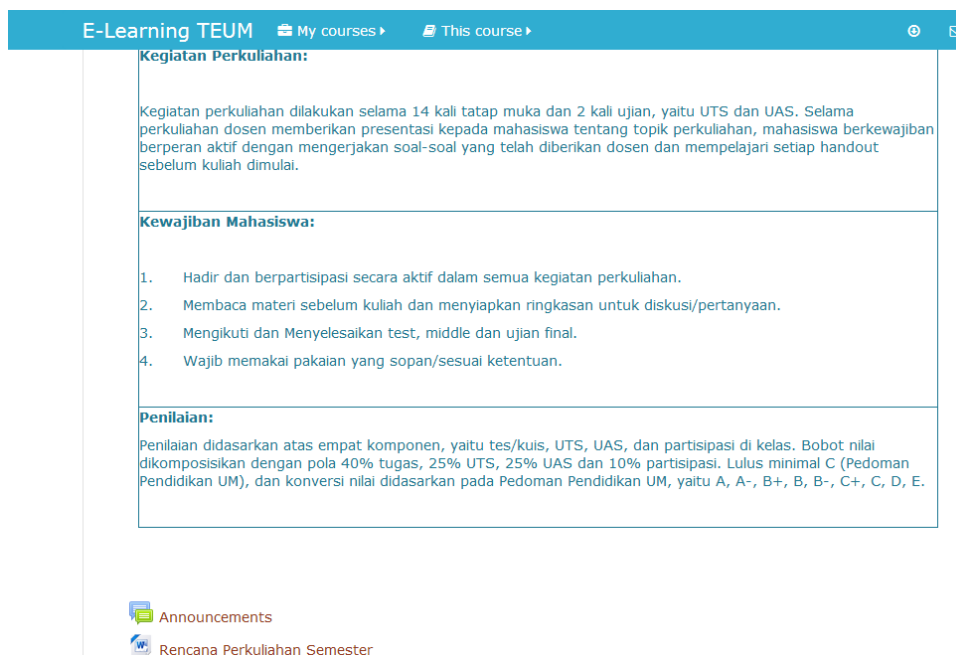 E-Learning TEUM My courses This course
Kegiatan Perkuliahan:
Kegiatan perkuliahan dilakukan selama 14 kali tatap muka dan 2 kali ujian, yaitu UTS dan UAS. Selama
perkuliahan dosen memberikan presentasi kepada mahasiswa tentang topik perkuliahan, mahasiswa berkewajiban
berperan aktif dengan mengerjakan soal-soal yang telah diberikan dosen dan mempelajari setiap handout
sebelum kuliah dimulai.
Kewajiban Mahasiswa:
1. Hadir dan berpartisipasi secara aktif dalam semua kegiatan perkuliahan.
2. Membaca materi sebelum kuliah dan menyiapkan ringkasan untuk diskusi/pertanyaan.
3. Mengikuti dan Menyelesaikan test, middle dan ujian final.
4. Wajib memakai pakaian yang sopan/sesuai ketentuan.
Penilaian:
Penilaian didasarkan atas empat komponen, yaitu tes/kuis, UTS, UAS, dan partisipasi di kelas. Bobot nilai
dikomposisikan dengan pola 40% tugas, 25% UTS, 25% UAS dan 10% partisipasi. Lulus minimal C (Pedoman
Pendidikan UM), dan konversi nilai didasarkan pada Pedoman Pendidikan UM, yaitu A, A-, B+, B, B-, C+, C, D, E.
Announcements
Rencana Perkuliahan Semester